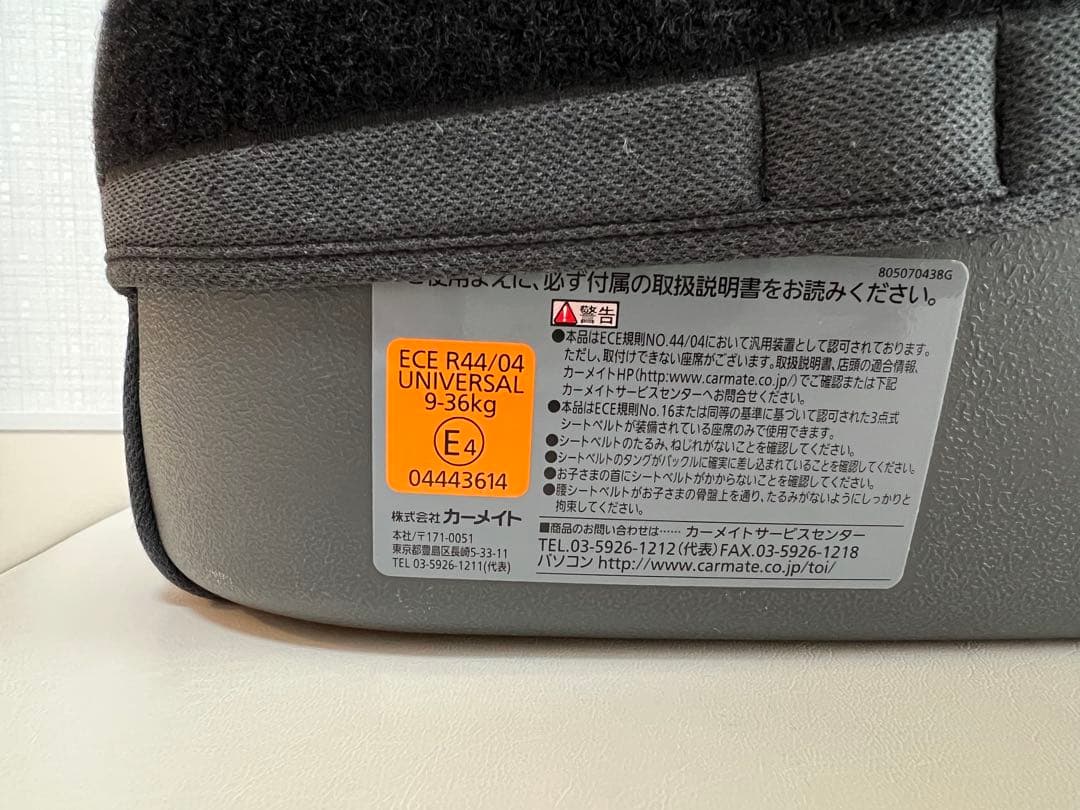 805070438G
使用まえに、必ず付属の取扱説明書をお読みください。
警告
●本品はECE規則NO.44/04において汎用装置として認可されております。
ただし、取付けできない座席がございます。取扱説明書、店頭の適合情報、
カーメイトHP(http:www.carmate.co.jp/)でご確認または下記
カーメイトサービスセンターへお問合せください。
●本品はECE規則No.16または同等の基準に基づいて認可された3点式
シートベルトが装備されている座席のみで使用できます。
●シートベルトのたるみ、ねじれがないことを確認してください。
●シートベルトのタングがバックルに確実に差し込まれていることを確認してください。
●お子さまの首にシートベルトがかからないことを確認してください。
●腰シートベルトがお子さまの骨盤上を通り、たるみがないようにしっかりと
拘束してください。
ECE R44/04
UNIVERSAL
9-36kg
E4
04443614
株式会社 カーメイト
本社/〒171-0051
東京都豊島区長崎5-33-11
TEL 03-5926-1211(代表)
■商品のお問い合わせは…… カーメイトサービスセンター
TEL.03-5926-1212(代表)FAX.03-5926-1218
パソコン http://www.carmate.co.jp/toi/